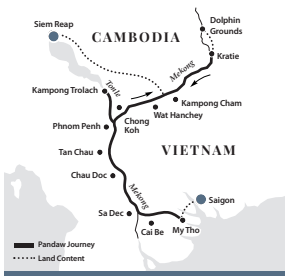 Dolphin
Grounds
Siem Reap
CAMBODIA
Kratie
Mekong
Kampong Trolach
Tonle
Kampong Cham
Wat Hanchey
Chong
Koh
Phnom Penh
VIETNAM
Tan Chau
Chau Doc
Mekong
Saigon
Sa Dec
Cai Be
My Tho
Pandaw Journey
Land Content